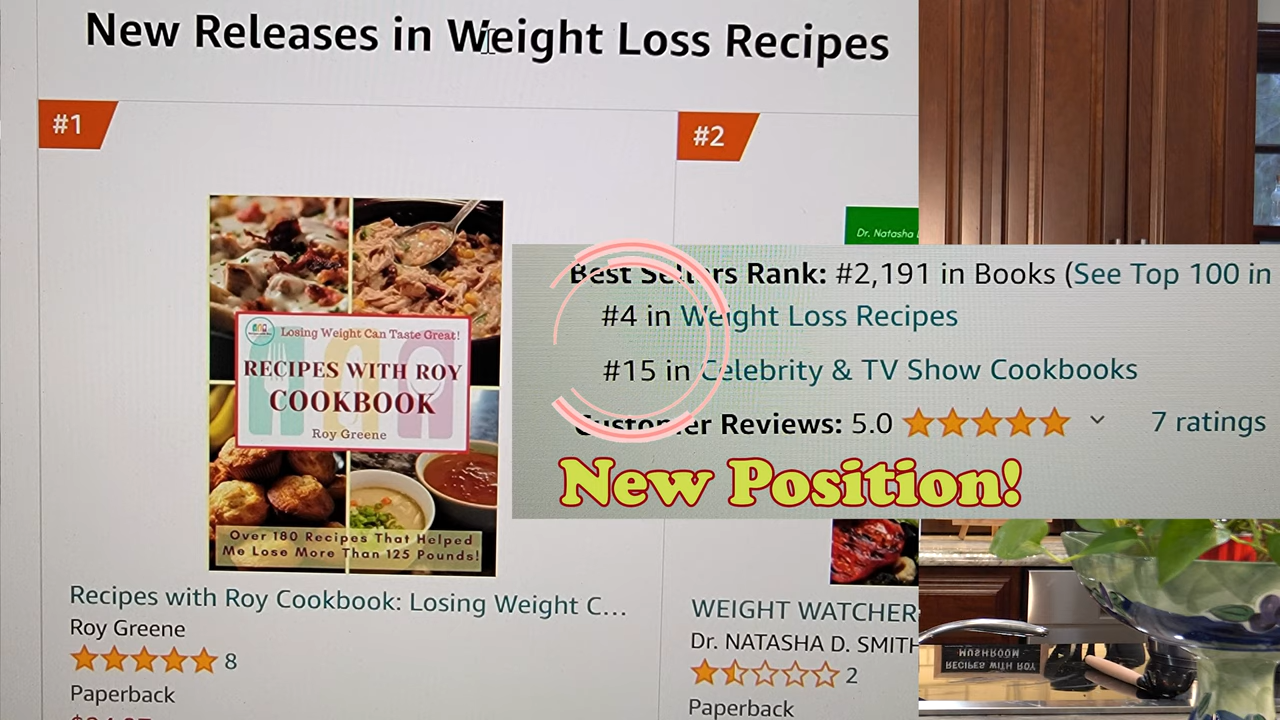 New Releases in Weight Loss Recipes
#1
#2
Losing Weight Can Taste Great!
RECIPES WITH ROY
COOKBOOK
Roy Greene
Over 180 Recipes That Helped
Me Lose More Than 125 Pounds!
Recipes with Roy Cookbook: Losing Weight C...
Roy Greene
8
Paperback
Dr. Natasha
WEIGHT WATCHER
Dr. NATASHA D. SMITH
2
Paperback
Best Sellers Rank: #2,191 in Books (See Top 100 in
#4 in Weight Loss Recipes
#15 in Celebrity & TV Show Cookbooks
Customer Reviews: 5.0 7 ratings
New Position!
MUSHROOM
RECIPES WITH ROY